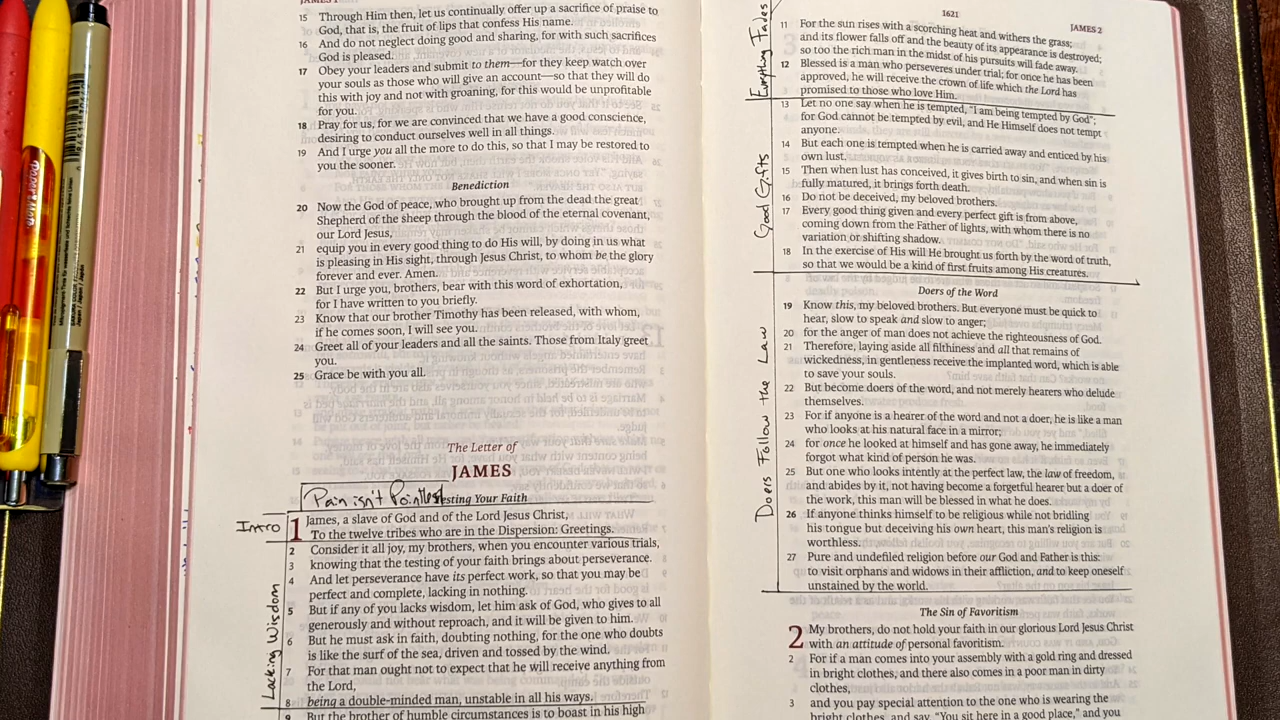 JAMES 1
15 Through Him then, let us continually offer up a sacrifice of praise to
God, that is, the fruit of lips that confess His name.
16 And do not neglect doing good and sharing, for with such sacrifices
God is pleased.
17 Obey your leaders and submit to them—for they keep watch over
your souls as those who will give an account—so that they will do
this with joy and not with groaning, for this would be unprofitable
for you.
18 Pray for us, for we are convinced that we have a good conscience,
desiring to conduct ourselves well in all things.
19 And I urge you all the more to do this, so that I may be restored to
you the sooner.
Benediction
20 Now the God of peace, who brought up from the dead the great
Shepherd of the sheep through the blood of the eternal covenant,
our Lord Jesus,
21 equip you in every good thing to do His will, by doing in us what
is pleasing in His sight, through Jesus Christ, to whom be the glory
forever and ever. Amen.
22 But I urge you, brothers, bear with this word of exhortation,
for I have written to you briefly.
23 Know that our brother Timothy has been released, with whom,
if he comes soon, I will see you.
24 Greet all of your leaders and all the saints. Those from Italy greet
you.
25 Grace be with you all.
The Letter of
JAMES
Pain isn't Pointless
esting Your Faith
Intro
1 James, a slave of God and of the Lord Jesus Christ,
To the twelve tribes who are in the Dispersion: Greetings.
Lacking Wisdom
2 Consider it all joy, my brothers, when you encounter various trials,
3 knowing that the testing of your faith brings about perseverance.
4 And let perseverance have its perfect work, so that you may be
perfect and complete, lacking in nothing.
5 But if any of you lacks wisdom, let him ask of God, who gives to all
generously and without reproach, and it will be given to him.
6 But he must ask in faith, doubting nothing, for the one who doubts
is like the surf of the sea, driven and tossed by the wind.
7 For that man ought not to expect that he will receive anything from
the Lord,
8 being a double-minded man, unstable in all his ways.
9 But the brother of humble circumstances is to boast in his high
1621
JAMES 2
Everything Fades
11 For the sun rises with a scorching heat and withers the grass;
and its flower falls off and the beauty of its appearance is destroyed;
so too the rich man in the midst of his pursuits will fade away.
12 Blessed is a man who perseveres under trial; for once he has been
approved, he will receive the crown of life which the Lord has
promised to those who love Him.
Good Gifts
13 Let no one say when he is tempted, "I am being tempted by God";
for God cannot be tempted by evil, and He Himself does not tempt
anyone.
14 But each one is tempted when he is carried away and enticed by his
own lust.
15 Then when lust has conceived, it gives birth to sin, and when sin is
fully matured, it brings forth death.
16 Do not be deceived, my beloved brothers.
17 Every good thing given and every perfect gift is from above,
coming down from the Father of lights, with whom there is no
variation or shifting shadow.
18 In the exercise of His will He brought us forth by the word of truth,
so that we would be a kind of first fruits among His creatures.
Doers of the Word
Doers Follow the Law
19 Know this, my beloved brothers. But everyone must be quick to
hear, slow to speak and slow to anger;
20 for the anger of man does not achieve the righteousness of God.
21 Therefore, laying aside all filthiness and all that remains of
wickedness, in gentleness receive the implanted word, which is able
to save your souls.
22 But become doers of the word, and not merely hearers who delude
themselves.
23 For if anyone is a hearer of the word and not a doer, he is like a man
who looks at his natural face in a mirror;
24 for once he looked at himself and has gone away, he immediately
forgot what kind of person he was.
25 But one who looks intently at the perfect law, the law of freedom,
and abides by it, not having become a forgetful hearer but a doer of
the work, this man will be blessed in what he does.
26 If anyone thinks himself to be religious while not bridling
his tongue but deceiving his own heart, this man's religion is
worthless.
27 Pure and undefiled religion before our God and Father is this:
to visit orphans and widows in their affliction, and to keep oneself
unstained by the world.
The Sin of Favoritism
2 My brothers, do not hold your faith in our glorious Lord Jesus Christ
with an attitude of personal favoritism.
2 For if a man comes into your assembly with a gold ring and dressed
in bright clothes, and there also comes in a poor man in dirty
clothes,
3 and you pay special attention to the one who is wearing the
bright clothes, and say, "You sit here in a good place," and you